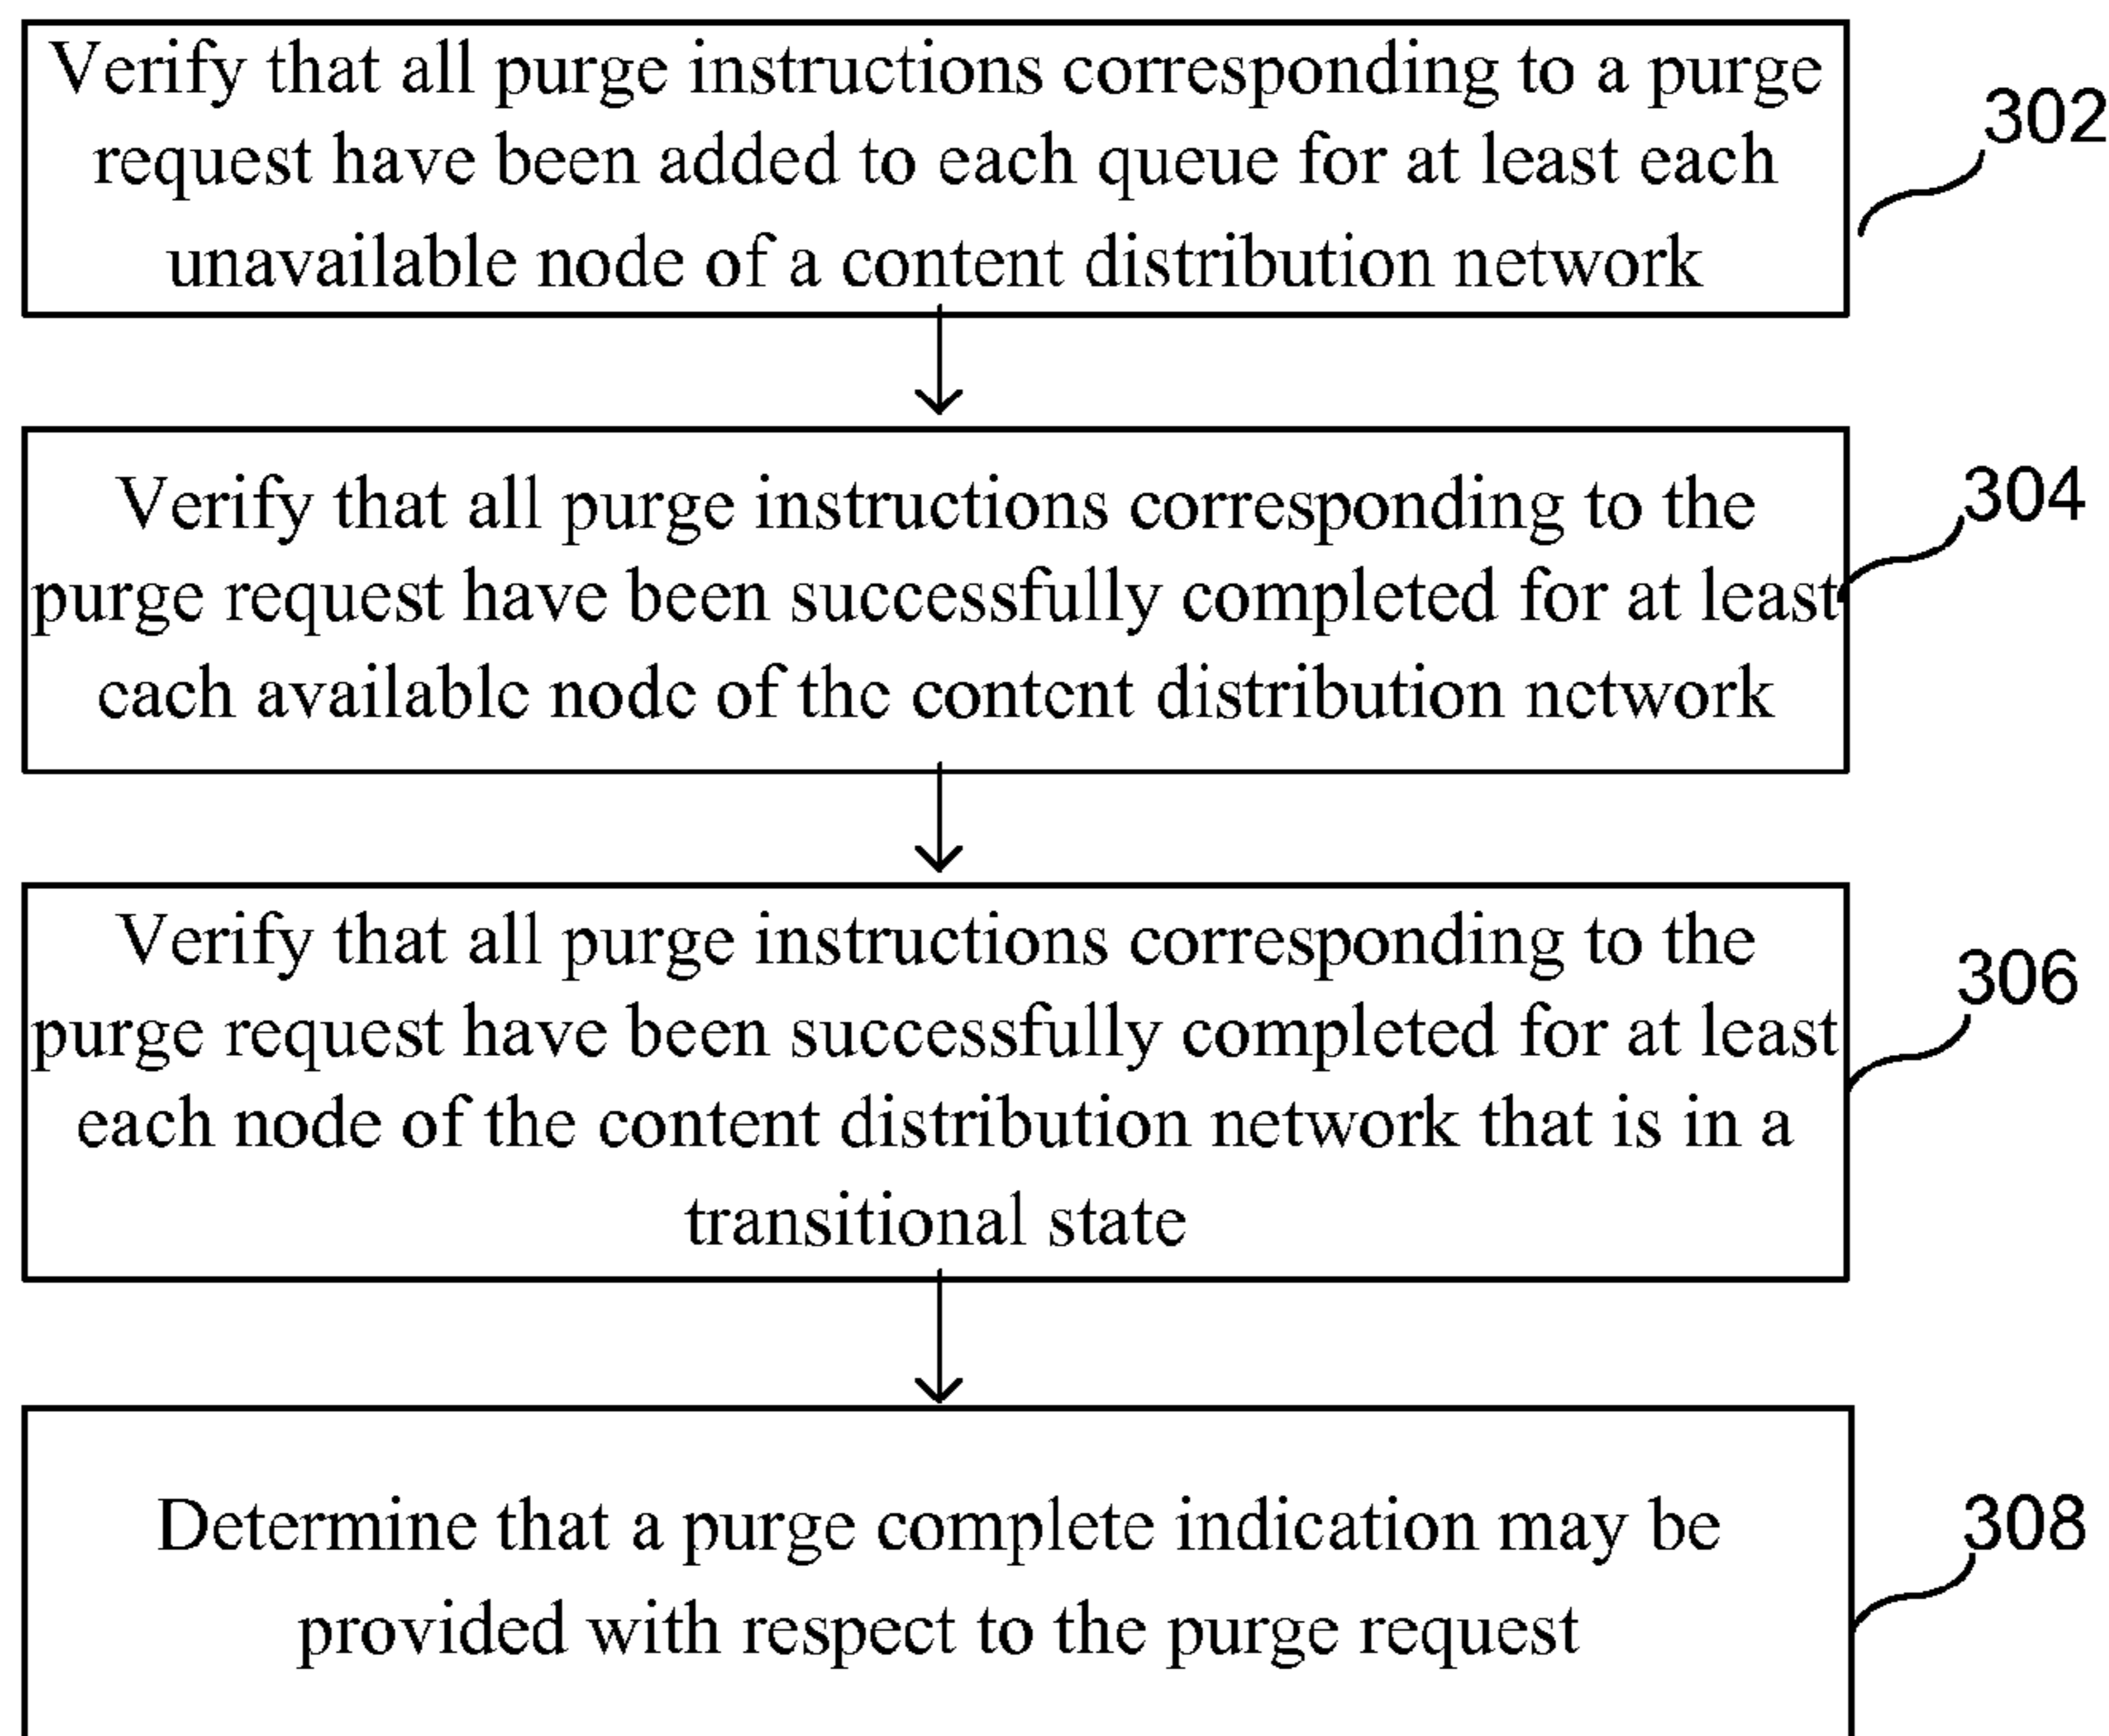 Verify that all purge instructions corresponding to a purge
request have been added to each queue for at least each
unavailable node of a content distribution network
302
Verify that all purge instructions corresponding to the
purge request have been successfully completed for at least
each available node of the content distribution network
304
Verify that all purge instructions corresponding to the
purge request have been successfully completed for at least
each node of the content distribution network that is in a
transitional state
306
Determine that a purge complete indication may be
provided with respect to the purge request
308